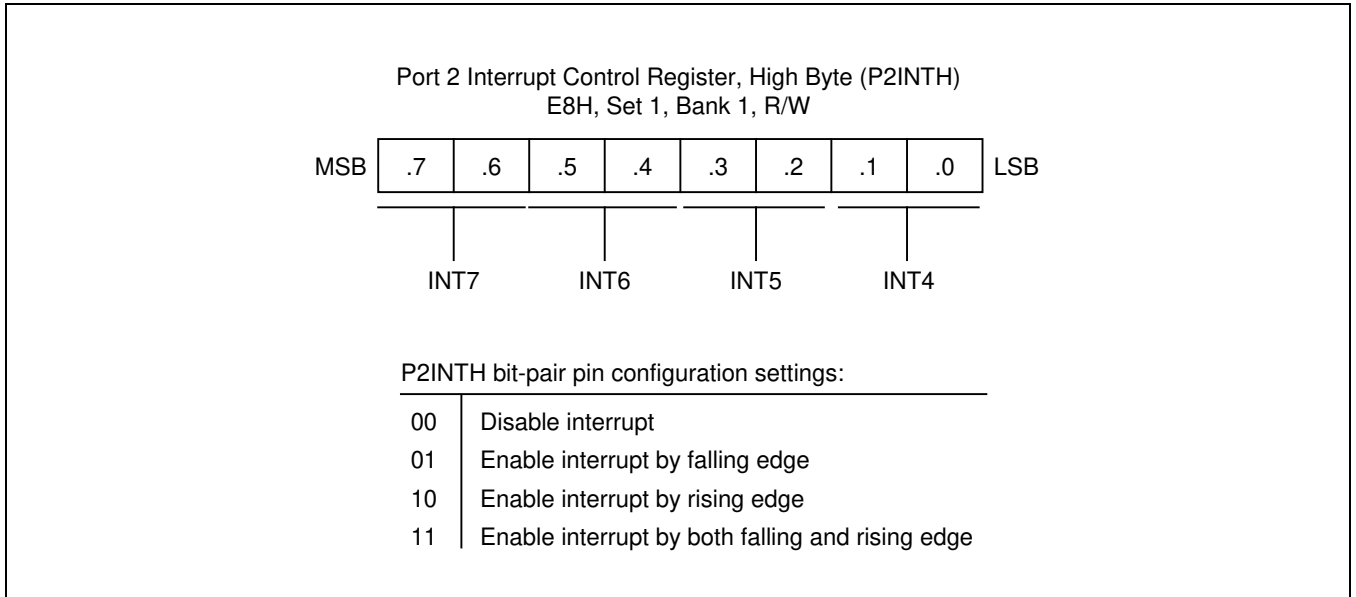 Port 2 Interrupt Control Register, High Byte (P2INTH)
E8H, Set 1, Bank 1, R/W
MSB .7 .6 .5 .4 .3 .2 .1 .0 LSB
INT7 INT6 INT5 INT4
P2INTH bit-pair pin configuration settings:
00 Disable interrupt
01 Enable interrupt by falling edge
10 Enable interrupt by rising edge
11 Enable interrupt by both falling and rising edge